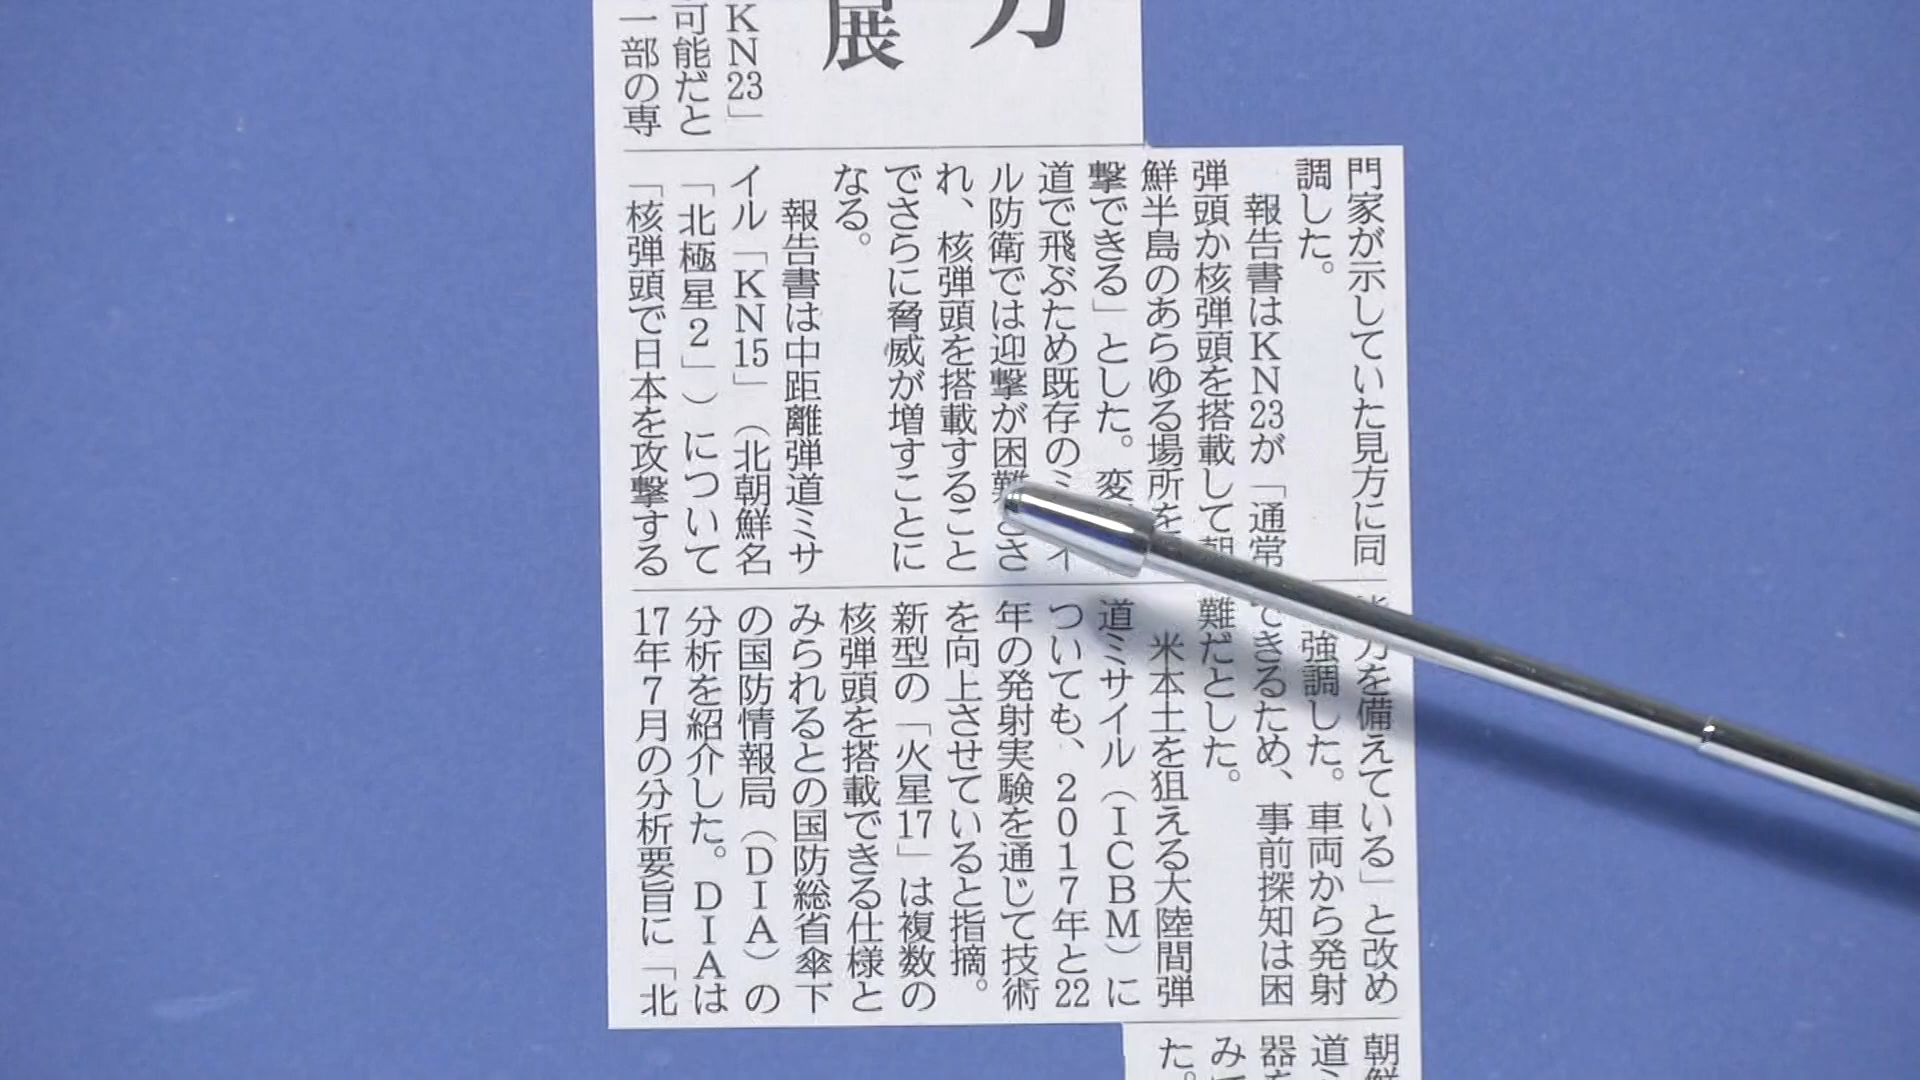 展
KN23」
可能だと
一部の専
門家が示していた見方に同
調した。
報告書はKN23が「通常
弾頭か核弾頭を搭載して朝
鮮半島のあらゆる場所を
撃できる」とした。変
道で飛ぶため既存のミ イ
ル防衛では迎撃が困難とさ
れ、核弾頭を搭載すること
でさらに脅威が増すことに
なる。
報告書は中距離弾道ミサ
イル「KN15」（北朝鮮名
「北極星2」）について
「核弾頭で日本を攻撃する
力を備えている」と改め
強調した。車両から発射
できるため、事前探知は困
難だとした。
米本土を狙える大陸間弾
道ミサイル（ICBM）に
ついても、2017年と22
年の発射実験を通じて技術
を向上させていると指摘。
新型の「火星17」は複数の
核弾頭を搭載できる仕様と
みられるとの国防総省傘下
の国防情報局（DIA）の
分析を紹介した。DIAは
17年7月の分析要旨に「北
朝鮮
道
器
み
た。